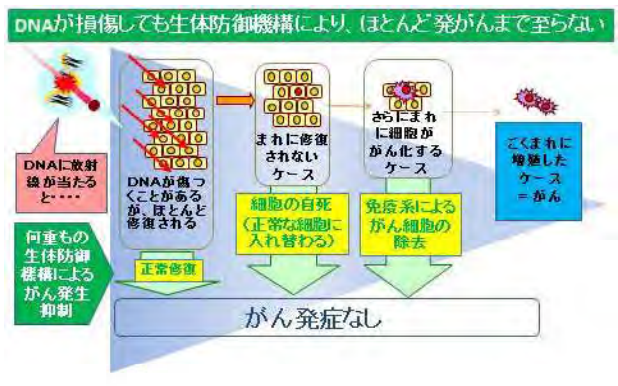 DNAが損傷しても生体防御機構により、ほとんど発がんまで至らない
DNAに放射
線が当たる
と・・・・
DNAが傷つ
くことがある
が、ほとんど
修復される
まれに修復
されない
ケース
さらにまれ
に細胞が
がん化する
ケース
ごくまれに
増殖した
ケース
=がん
何重もの
生体防御
機構による
がん発生
抑制
正常修復
細胞の自死
(正常な細胞に
入れ替わる)
免疫系による
がん細胞の
除去
がん発症なし